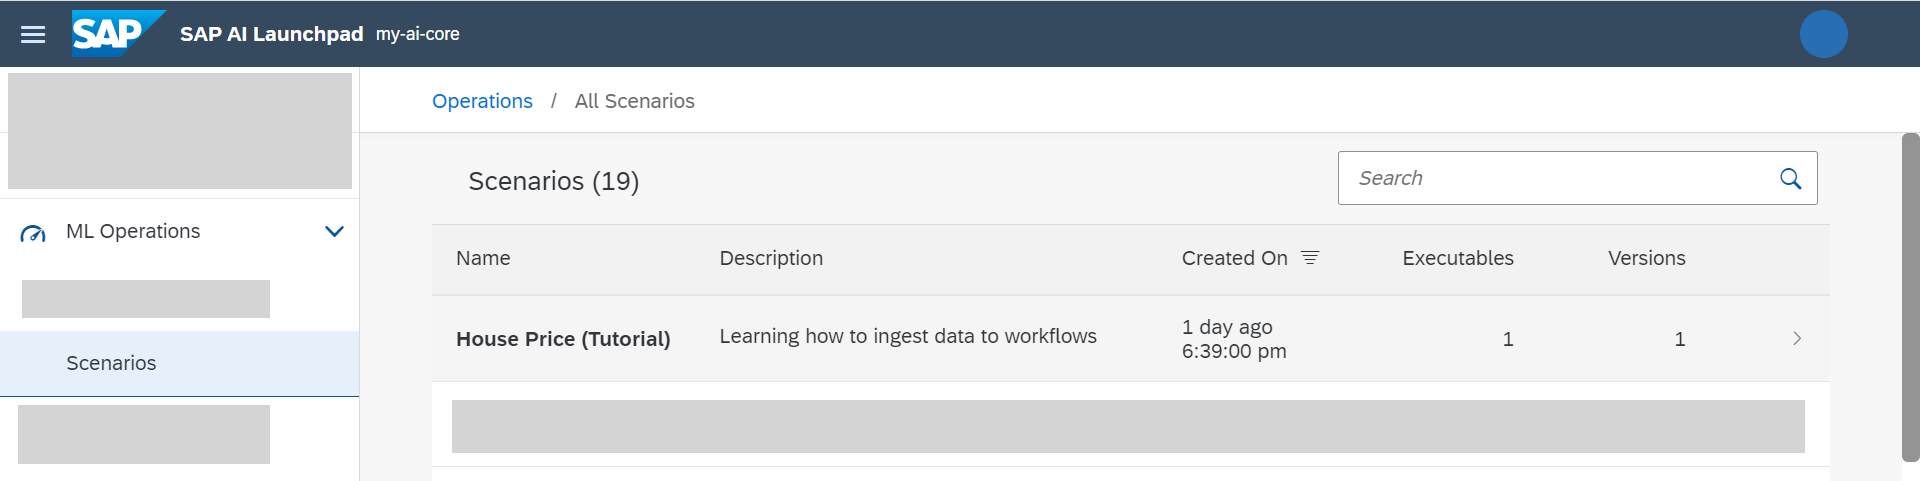 SAP SAP AI Launchpad my-ai-core
Operations / All Scenarios
Scenarios (19)
Search
ML Operations
Scenarios
Name Description Created On Executables Versions
House Price (Tutorial) Learning how to ingest data to workflows 1 day ago 1 1
6:39:00 pm